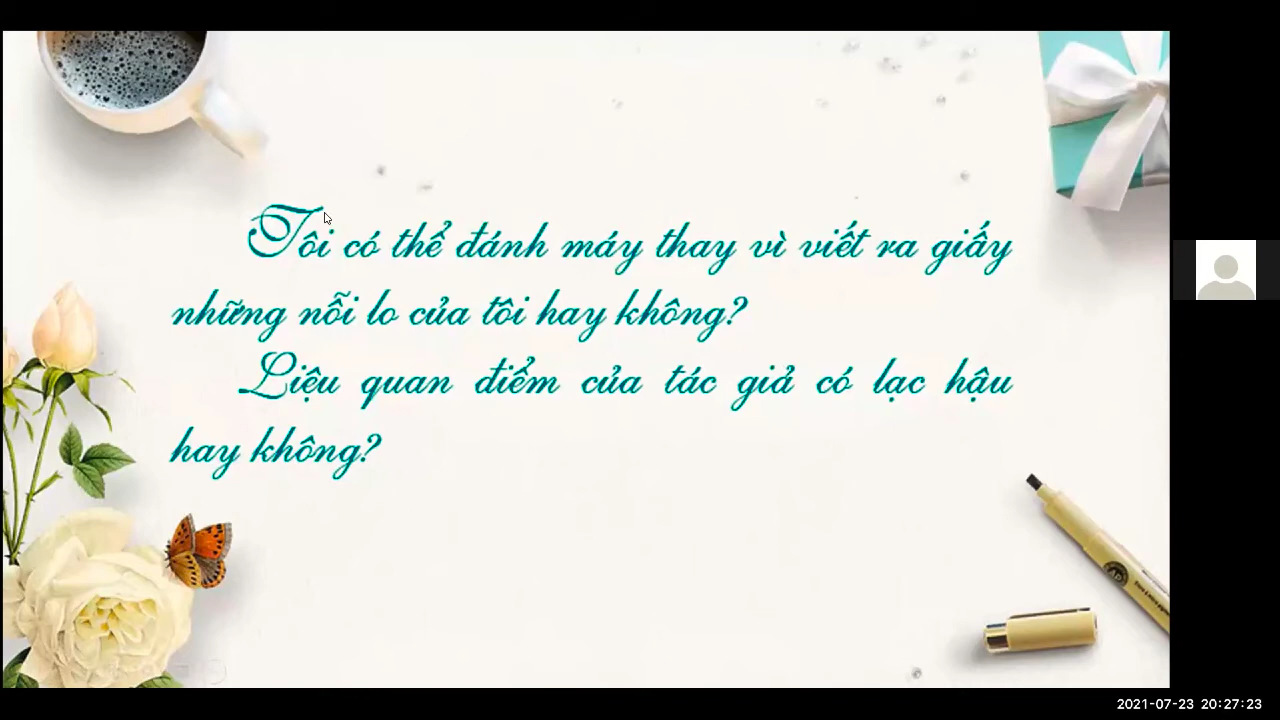 Tôi có thể đánh máy thay vì viết ra giấy
những nỗi lo của tôi hay không?
Liệu quan điểm của tác giả có lạc hậu
hay không?
2021-07-23 20:27:23